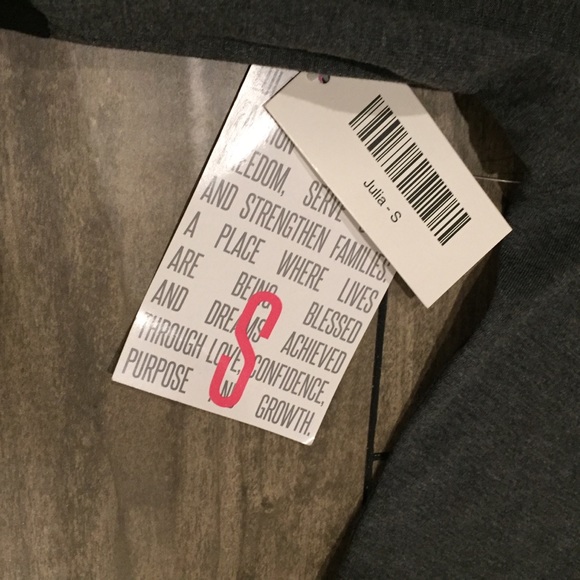 FREEDOM, SERVE
AND STRENGTHEN FAMILIES.
A PLACE WHERE LIVES
ARE BEING BLESSED
AND DREAMS ACHIEVED
THROUGH LOVE, CONFIDENCE,
PURPOSE AND GROWTH.
S
Julia - S